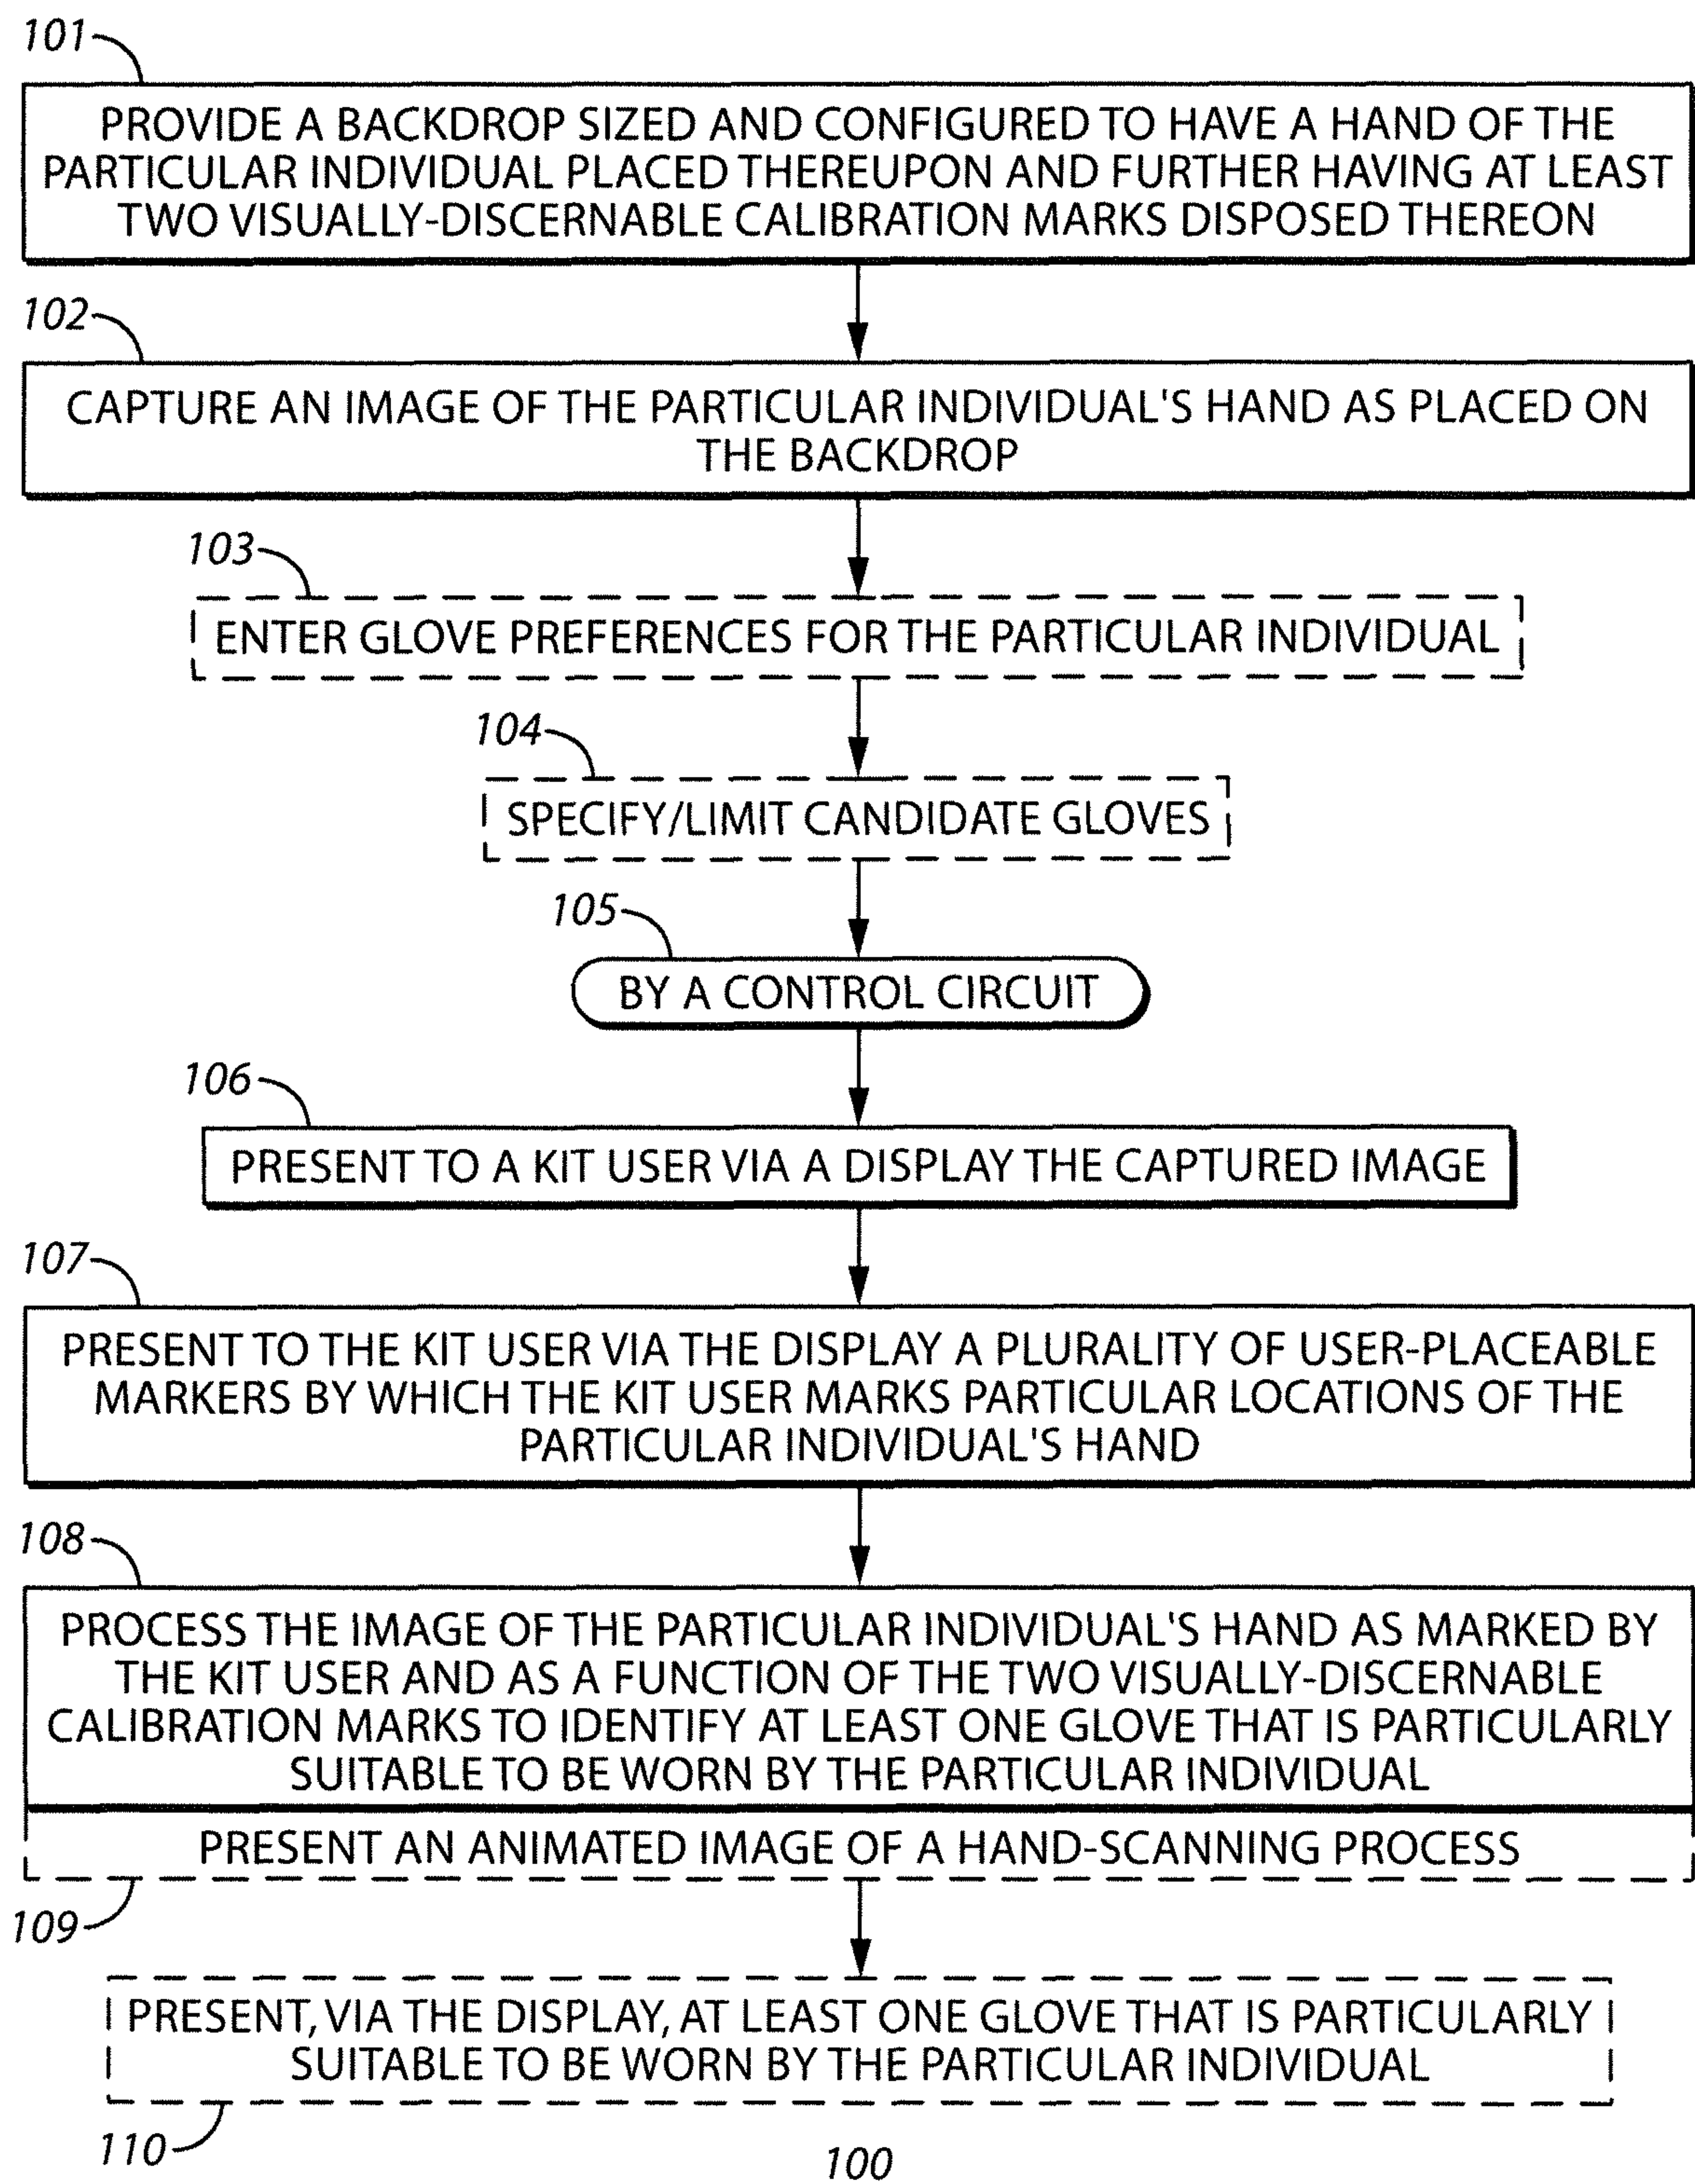 101
PROVIDE A BACKDROP SIZED AND CONFIGURED TO HAVE A HAND OF THE
PARTICULAR INDIVIDUAL PLACED THEREUPON AND FURTHER HAVING AT LEAST
TWO VISUALLY-DISCERNABLE CALIBRATION MARKS DISPOSED THEREON
102
CAPTURE AN IMAGE OF THE PARTICULAR INDIVIDUAL'S HAND AS PLACED ON
THE BACKDROP
103
ENTER GLOVE PREFERENCES FOR THE PARTICULAR INDIVIDUAL
104
SPECIFY/LIMIT CANDIDATE GLOVES
105
BY A CONTROL CIRCUIT
106
PRESENT TO A KIT USER VIA A DISPLAY THE CAPTURED IMAGE
107
PRESENT TO THE KIT USER VIA THE DISPLAY A PLURALITY OF USER-PLACEABLE
MARKERS BY WHICH THE KIT USER MARKS PARTICULAR LOCATIONS OF THE
PARTICULAR INDIVIDUAL'S HAND
108
PROCESS THE IMAGE OF THE PARTICULAR INDIVIDUAL'S HAND AS MARKED BY
THE KIT USER AND AS A FUNCTION OF THE TWO VISUALLY-DISCERNABLE
CALIBRATION MARKS TO IDENTIFY AT LEAST ONE GLOVE THAT IS PARTICULARLY
SUITABLE TO BE WORN BY THE PARTICULAR INDIVIDUAL
PRESENT AN ANIMATED IMAGE OF A HAND-SCANNING PROCESS
109
PRESENT, VIA THE DISPLAY, AT LEAST ONE GLOVE THAT IS PARTICULARLY
SUITABLE TO BE WORN BY THE PARTICULAR INDIVIDUAL
110
100